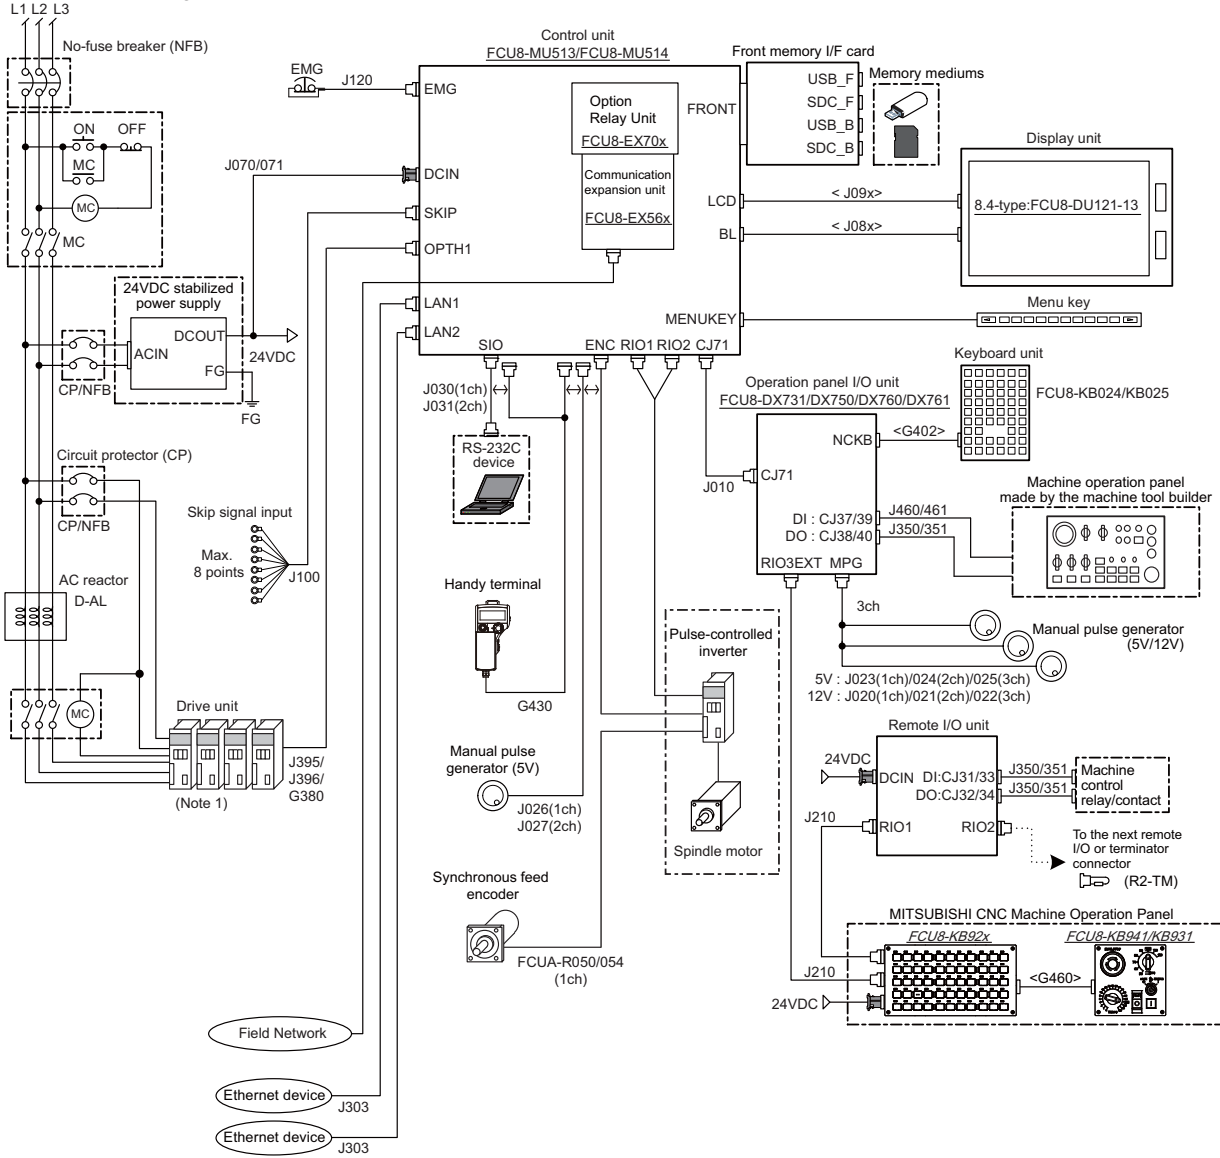 L1 L2 L3
No-fuse breaker (NFB)
ON OFF
MC
MC
MC
24VDC stabilized
power supply
DCOUT
ACIN
FG
24VDC
FG
CP/NFB
Circuit protector (CP)
CP/NFB
AC reactor
D-AL
MC
Drive unit
(Note 1)
J395/
J396/
G380
Skip signal input
Max.
8 points
J100
EMG
J120
J070/071
Control unit
FCU8-MU513/FCU8-MU514
EMG
DCIN
SKIP
OPTH1
LAN1
LAN2
SIO
ENC RIO1 RIO2 CJ71
FRONT
LCD
BL
MENUKEY
Option
Relay Unit
FCU8-EX70x
Communication
expansion unit
FCU8-EX56x
Front memory I/F card
USB_F
SDC_F
USB_B
SDC_B
Memory mediums
Display unit
8.4-type:FCU8-DU121-13
< J09x>
< J08x>
Menu key
Keyboard unit
FCU8-KB024/KB025
<G402>
Operation panel I/O unit
FCU8-DX731/DX750/DX760/DX761
NCKB
CJ71
DI : CJ37/39
DO : CJ38/40
RIO3EXT MPG
J010
J460/461
J350/351
Machine operation panel
made by the machine tool builder
3ch
Manual pulse generator
(5V/12V)
5V : J023(1ch)/024(2ch)/025(3ch)
12V : J020(1ch)/021(2ch)/022(3ch)
J030(1ch)
J031(2ch)
RS-232C
device
Handy terminal
G430
Manual pulse
generator (5V)
J026(1ch)
J027(2ch)
Synchronous feed
encoder
FCUA-R050/054
(1ch)
Pulse-controlled
inverter
Spindle motor
Remote I/O unit
24VDC
DCIN
DI:CJ31/33
DO:CJ32/34
RIO1
RIO2
J350/351
J350/351
Machine
control
relay/contact
J210
To the next remote
I/O or terminator
connector
(R2-TM)
MITSUBISHI CNC Machine Operation Panel
FCU8-KB92x
FCU8-KB941/KB931
J210
24VDC
<G460>
Field Network
Ethernet device
J303
Ethernet device
J303